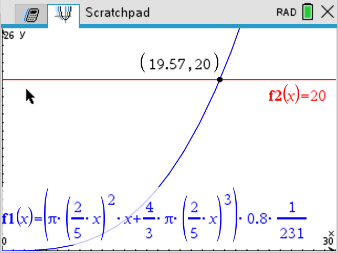 Scratchpad RAD
26 y
(19.57,20)
f2(x)=20
f1(x)=(π·(2/5·x)^2·x+4/3·π·(2/5·x)^3)·0.8·1/231
0 x 30